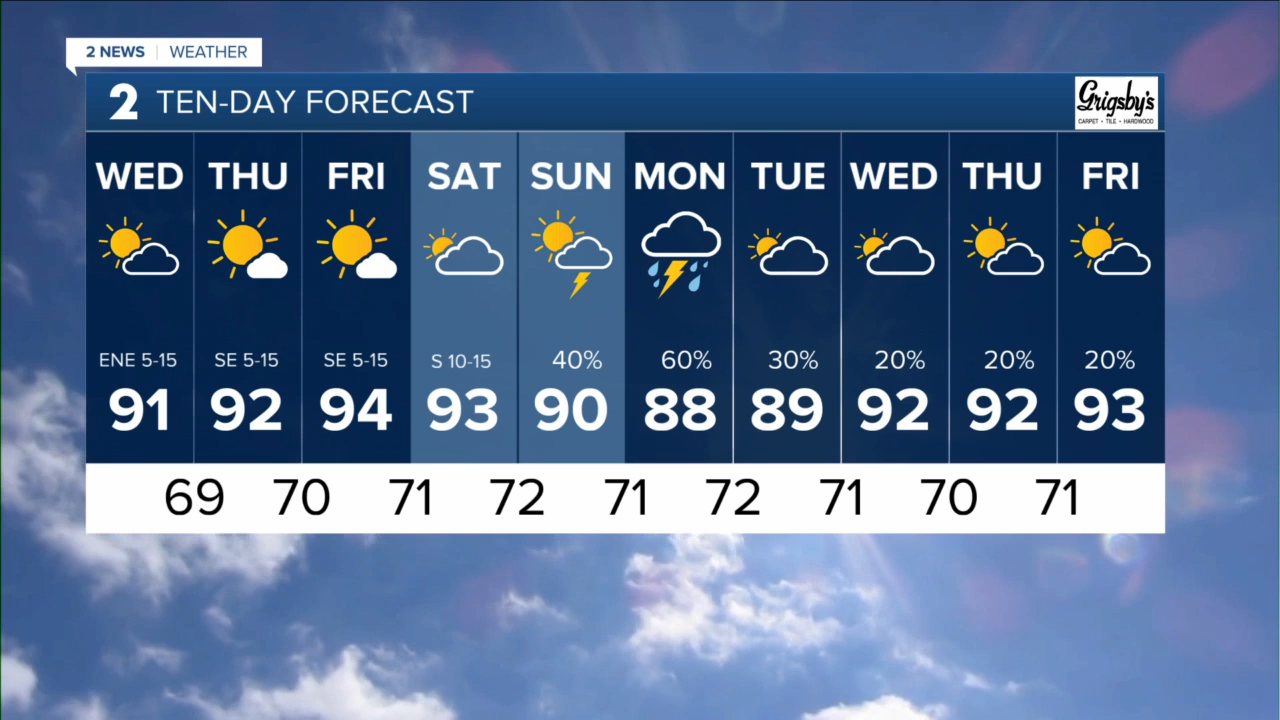 2 NEWS | WEATHER
2 TEN-DAY FORECAST
Grigsby's
CARPET • TILE • HARDWOOD
WED THU FRI SAT SUN MON TUE WED THU FRI
ENE 5-15 SE 5-15 SE 5-15 S 10-15 40% 60% 30% 20% 20% 20%
91 92 94 93 90 88 89 92 92 93
69 70 71 72 71 72 71 70 71